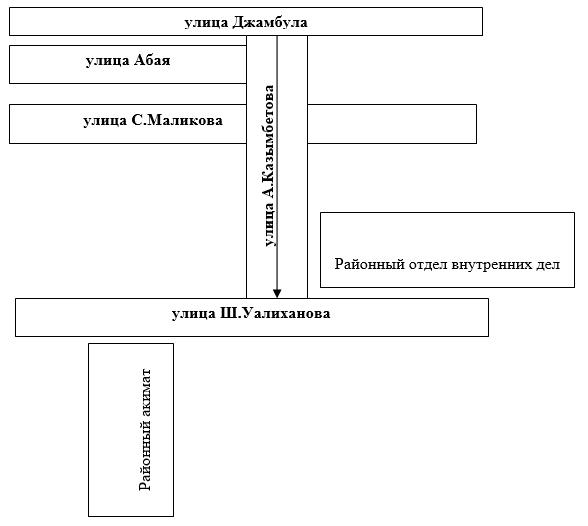 улица Джамбула
улица Абая
улица С.Маликова
улица А.Казымбетова
Районный отдел внутренних дел
улица Ш.Уалиханова
Районный акимат